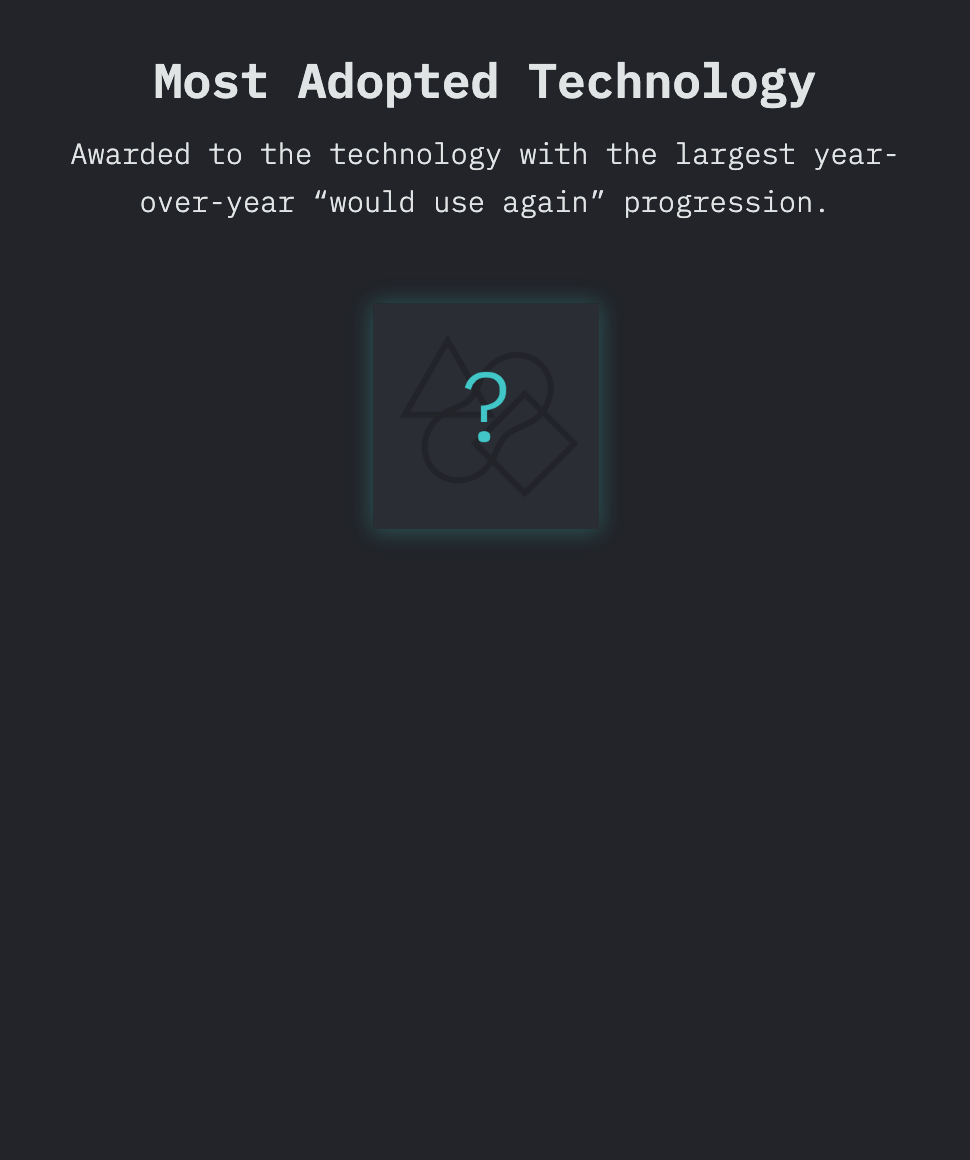 Most Adopted Technology
Awarded to the technology with the largest year-
over-year “would use again” progression.
?